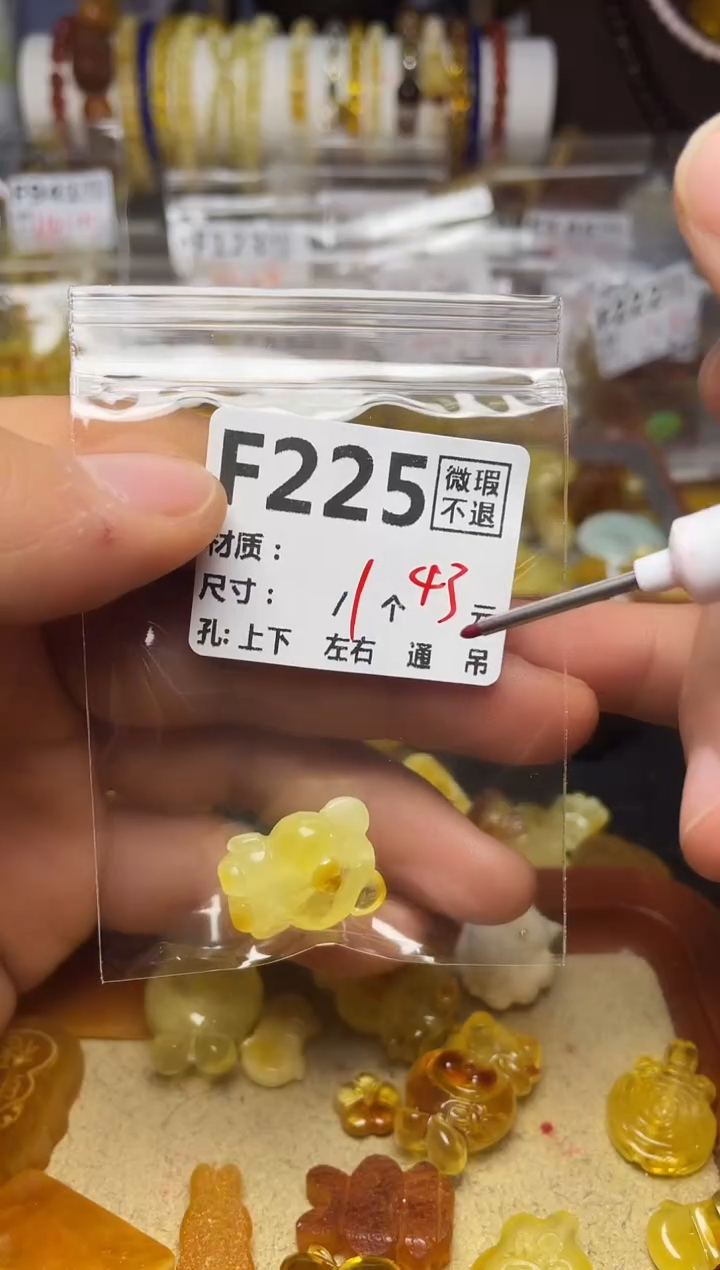 F225 微瑕
不退
材质：
尺寸： / 1 个 43 元
孔: 上下 左右 通 吊